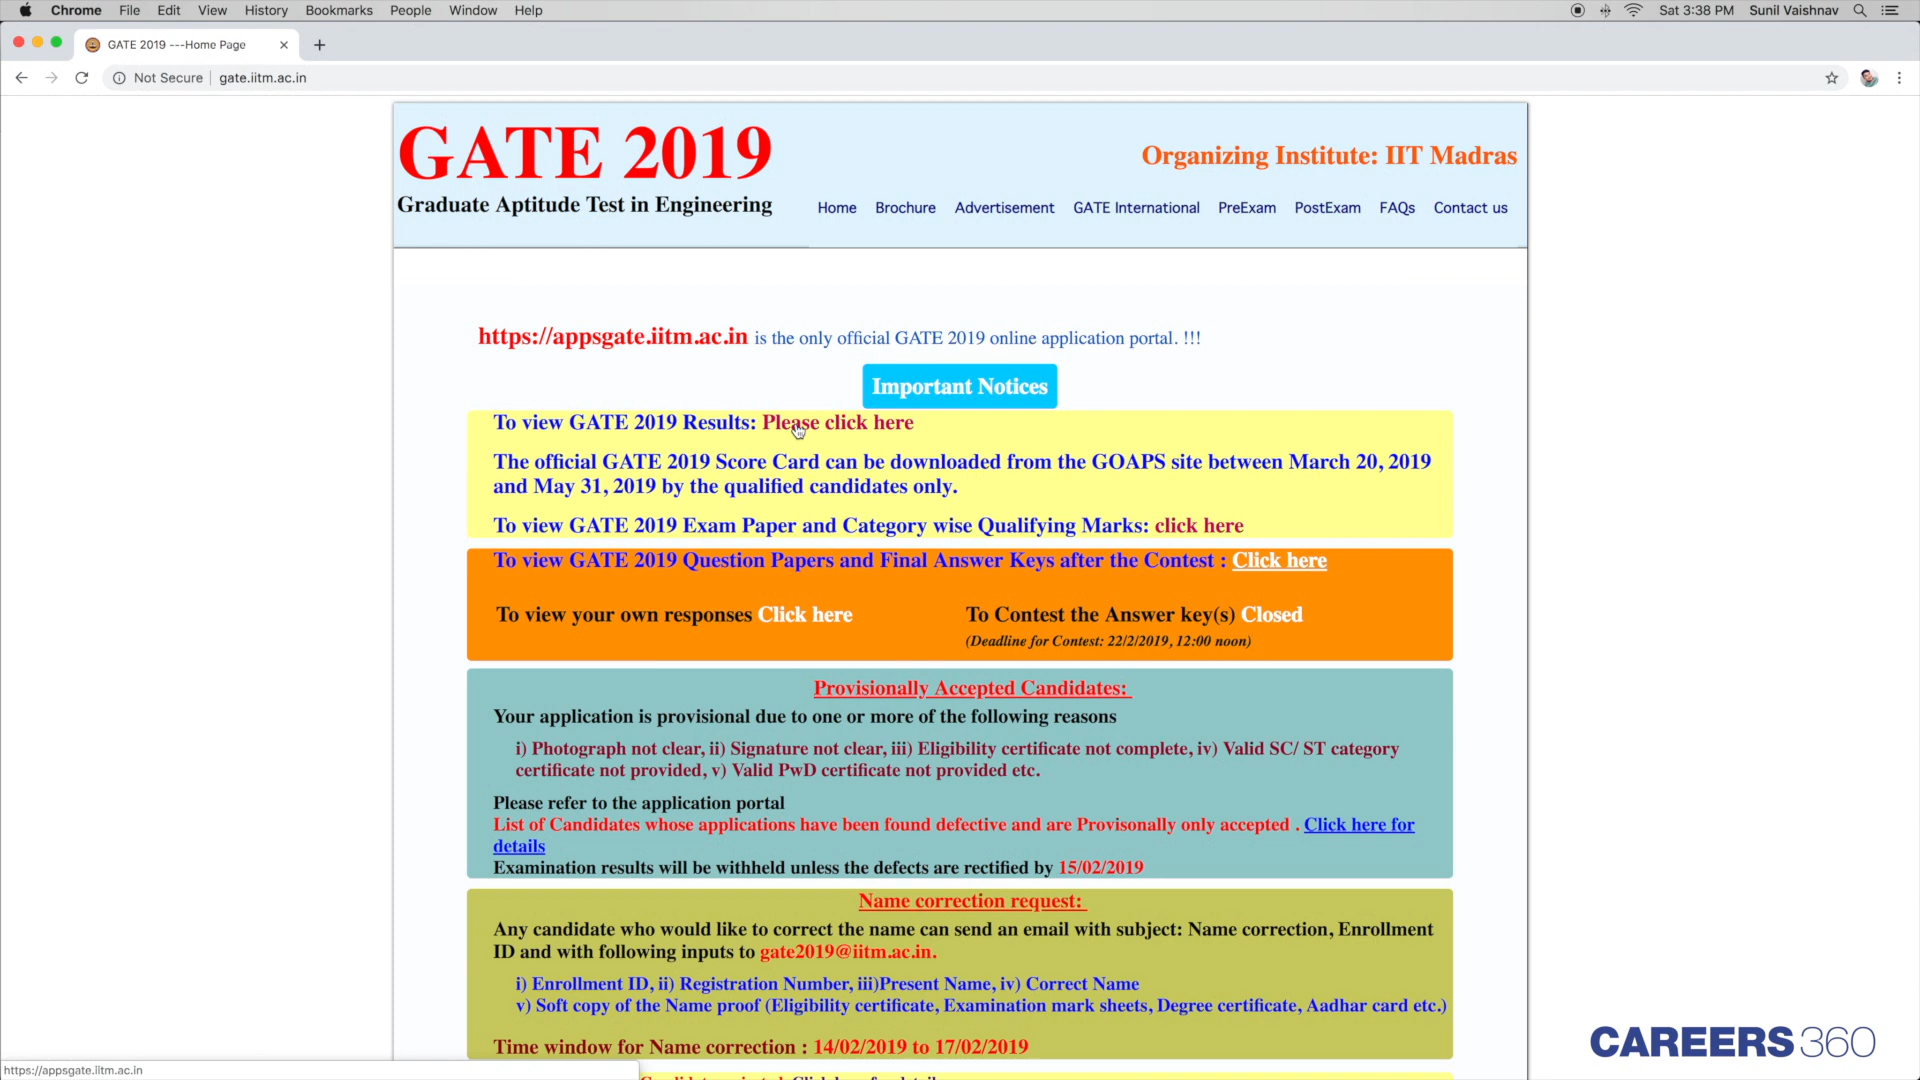 Chrome File Edit View History Bookmarks People Window Help Sat 3:38 PM Sunil Vaishnav
GATE 2019 ---Home Page
Not Secure gate.iitm.ac.in
GATE 2019
Organizing Institute: IIT Madras
Graduate Aptitude Test in Engineering
Home Brochure Advertisement GATE International PreExam PostExam FAQs Contact us
https://appsgate.iitm.ac.in is the only official GATE 2019 online application portal. !!!
Important Notices
To view GATE 2019 Results: Please click here
The official GATE 2019 Score Card can be downloaded from the GOAPS site between March 20, 2019
and May 31, 2019 by the qualified candidates only.
To view GATE 2019 Exam Paper and Category wise Qualifying Marks: click here
To view GATE 2019 Question Papers and Final Answer Keys after the Contest : Click here
To view your own responses Click here
To Contest the Answer key(s) Closed
(Deadline for Contest: 22/2/2019, 12:00 noon)
Provisionally Accepted Candidates:
Your application is provisional due to one or more of the following reasons
i) Photograph not clear, ii) Signature not clear, iii) Eligibility certificate not complete, iv) Valid SC/ ST category
certificate not provided, v) Valid PwD certificate not provided etc.
Please refer to the application portal
List of Candidates whose applications have been found defective and are Provisonally only accepted . Click here for
details
Examination results will be withheld unless the defects are rectified by 15/02/2019
Name correction request:
Any candidate who would like to correct the name can send an email with subject: Name correction, Enrollment
ID and with following inputs to gate2019@iitm.ac.in.
i) Enrollment ID, ii) Registration Number, iii)Present Name, iv) Correct Name
v) Soft copy of the Name proof (Eligibility certificate, Examination mark sheets, Degree certificate, Aadhar card etc.)
Time window for Name correction : 14/02/2019 to 17/02/2019
CAREERS360
https://appsgate.iitm.ac.in